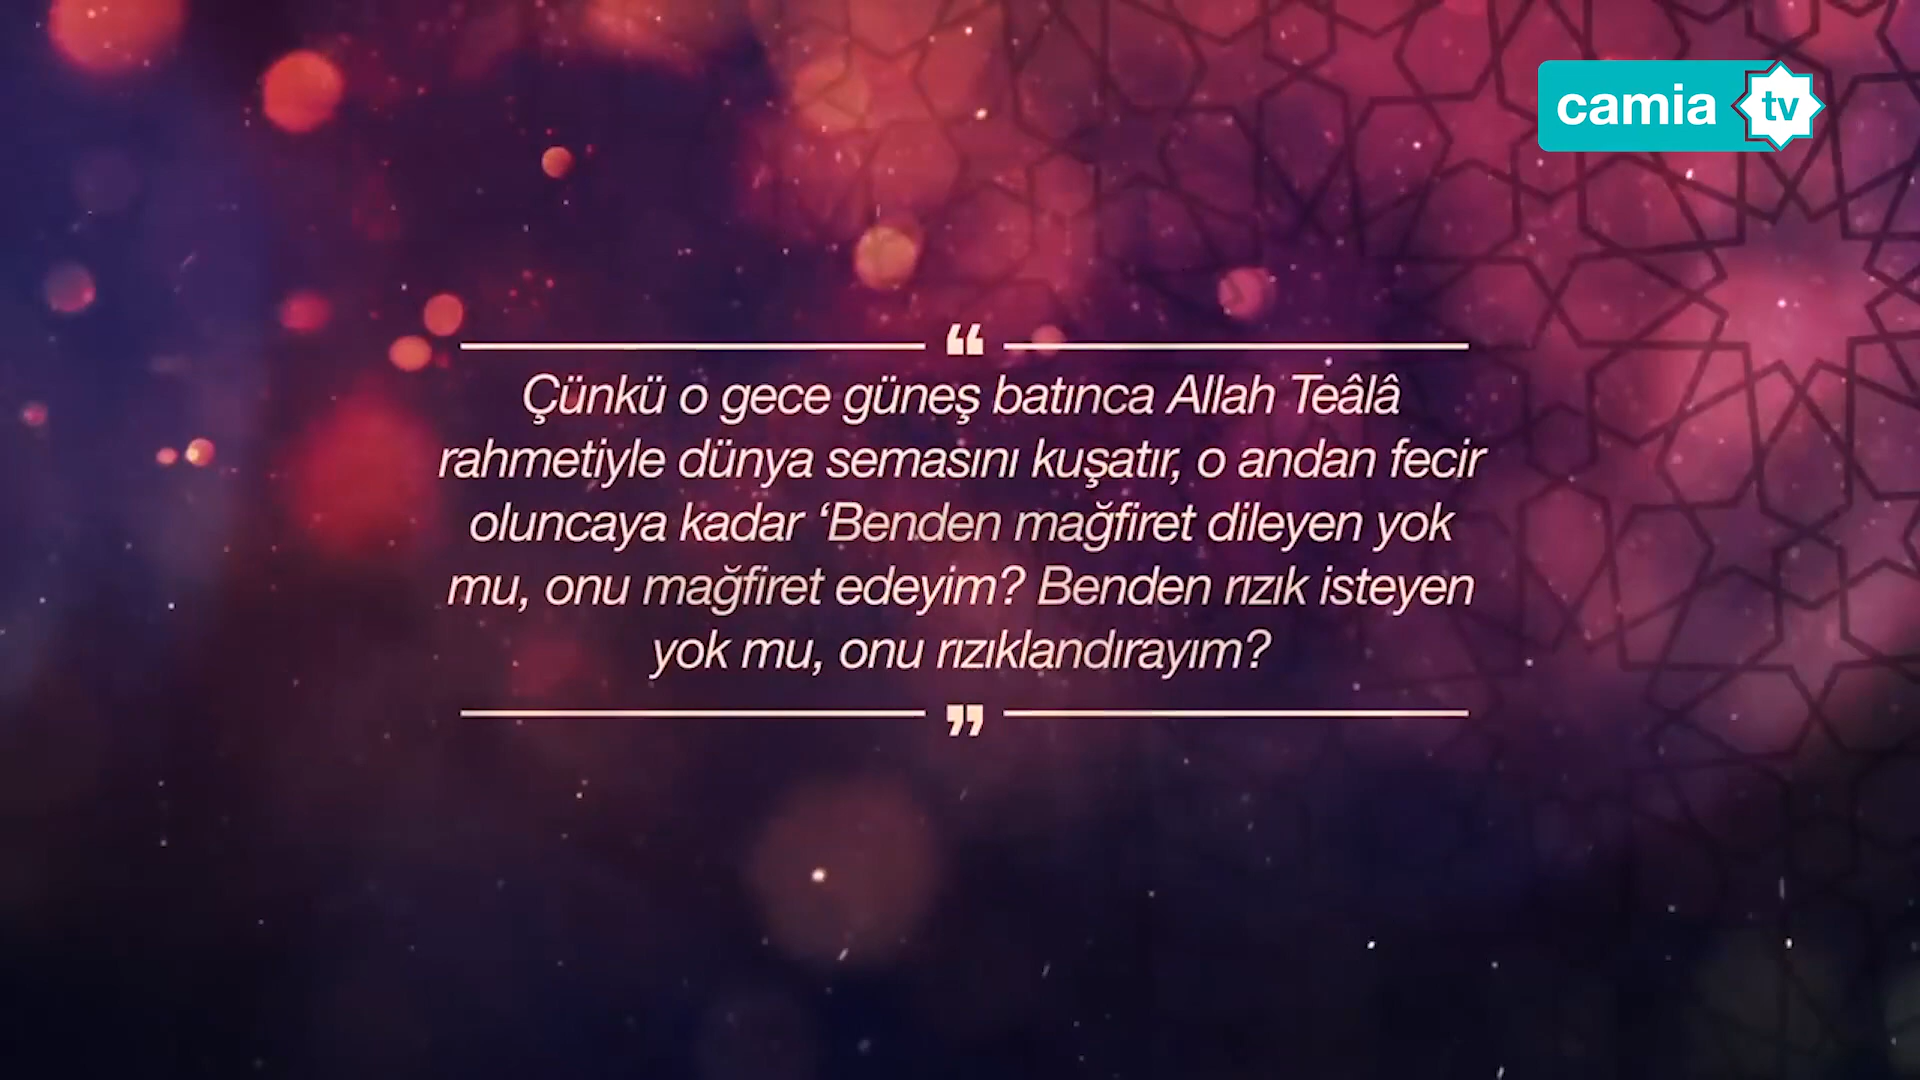 camia tv
“
Çünkü o gece güneş batınca Allah Teâlâ
rahmetiyle dünya semasını kuşatır, o andan fecir
oluncaya kadar ‘Benden mağfiret dileyen yok
mu, onu mağfiret edeyim? Benden rızık isteyen
yok mu, onu rızıklandırayım?
”